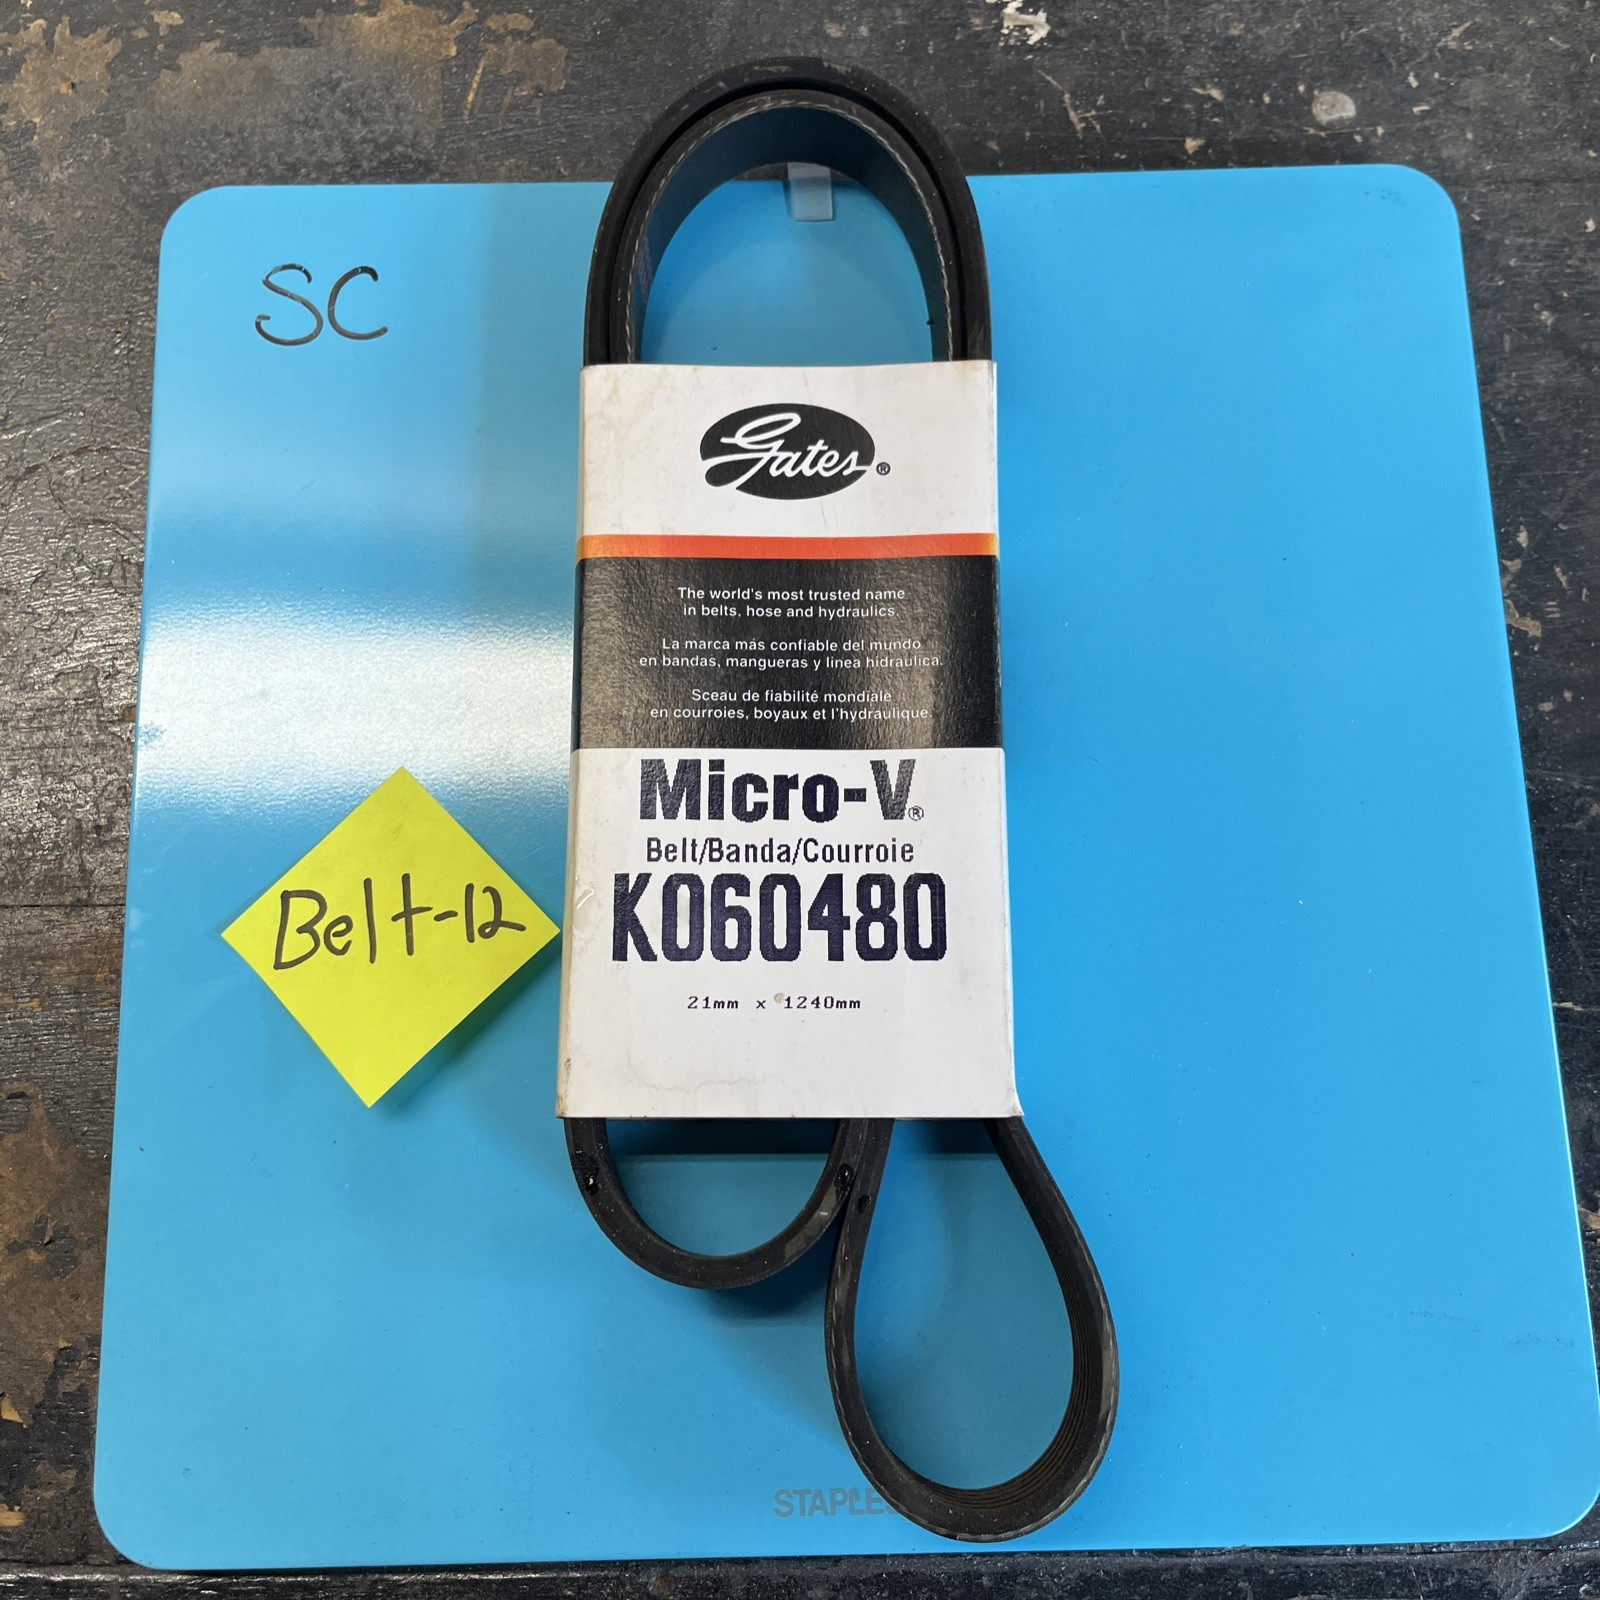 SC
Gates®
The world's most trusted name
in belts, hose and hydraulics.
La marca más confiable del mundo
en bandas, mangueras y linea hidraulica.
Sceau de fiabilité mondiale
en courroies, boyaux et l'hydraulique
Micro-V®
Belt/Banda/Courroie
K060480
21mm x 1240mm
Belt-12
STAPLES